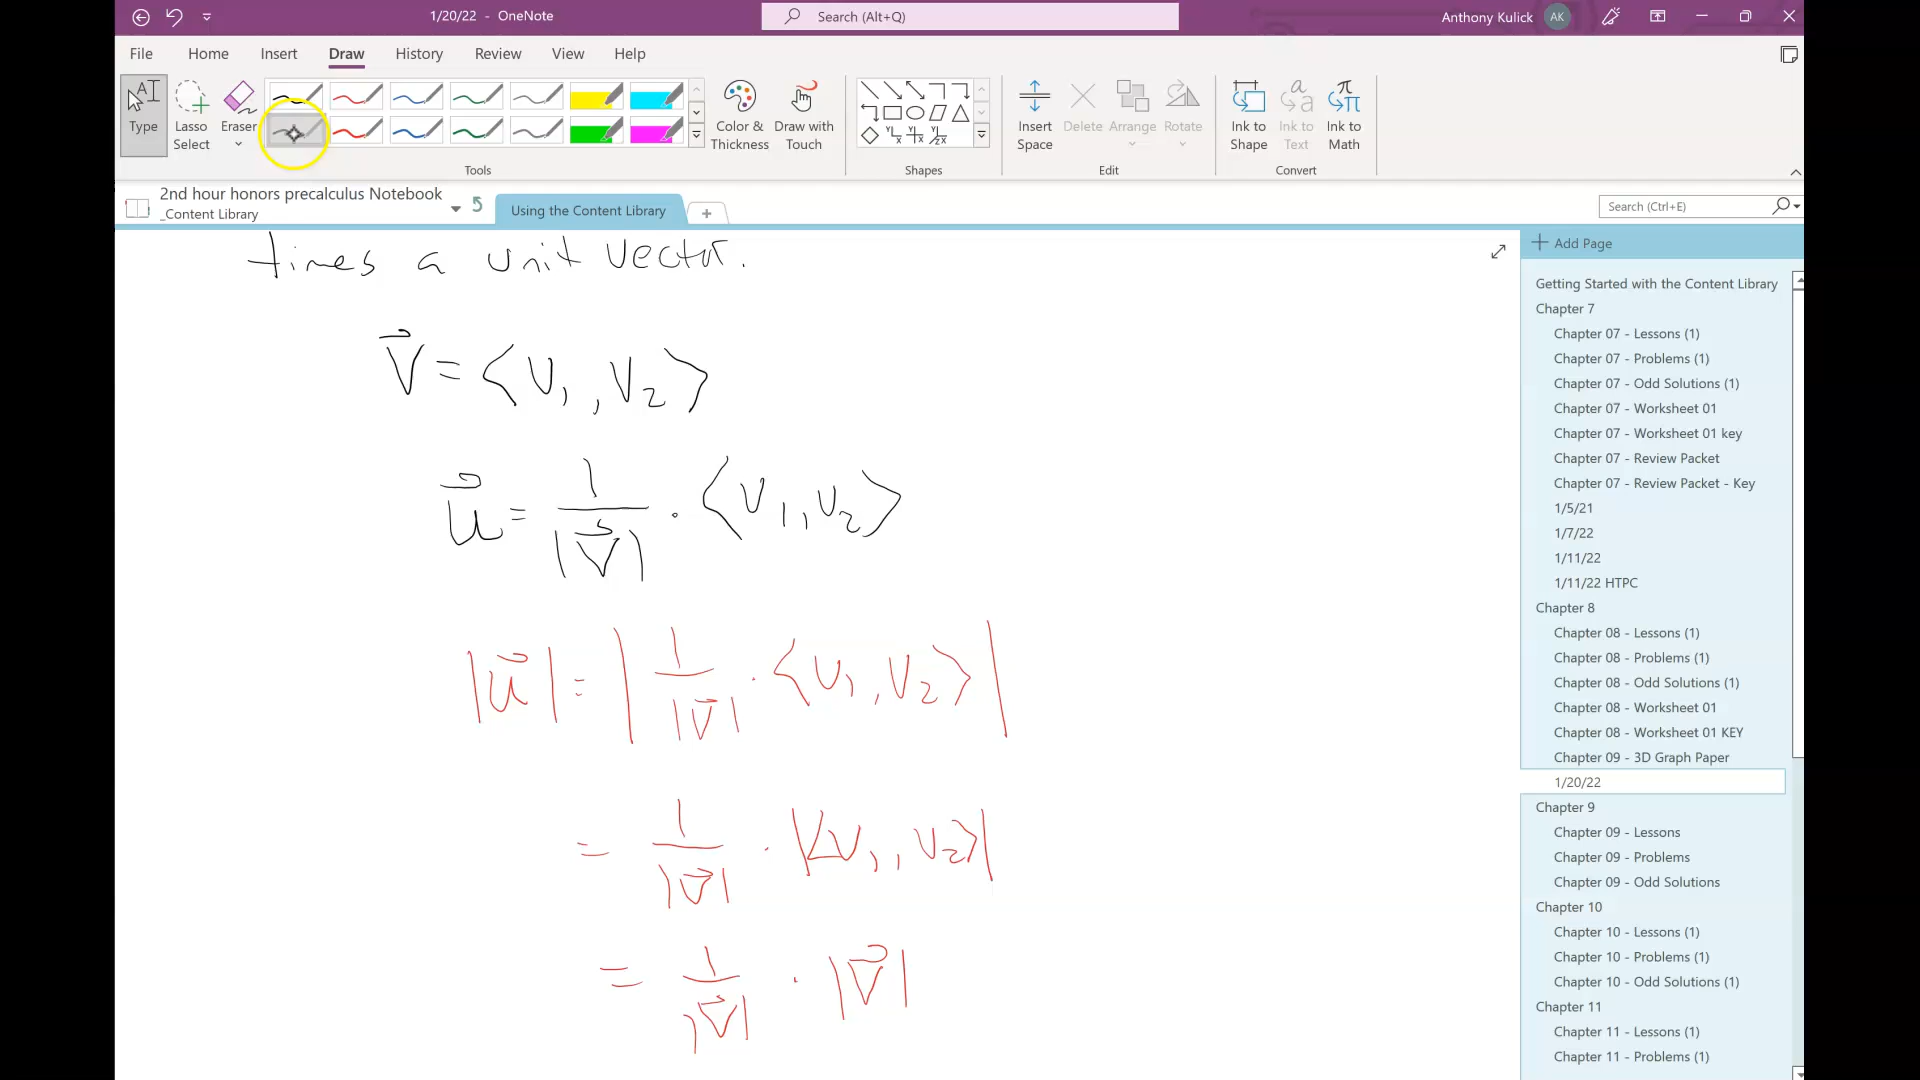 1/20/22 - OneNote
Search (Alt+Q)
Anthony Kulick AK
File Home Insert Draw History Review View Help
Type
Lasso Select
Eraser
Color & Thickness
Draw with Touch
Insert Space
Delete
Arrange
Rotate
Ink to Shape
Ink to Text
Ink to Math
Tools Shapes Edit Convert
2nd hour honors precalculus Notebook
_Content Library
Using the Content Library
Search (Ctrl+E)
times a unit vector.
v⃗ = ⟨v₁, v₂⟩
u⃗ = 1/|v⃗| · ⟨v₁, v₂⟩
|u⃗| = | 1/|v⃗| · ⟨v₁, v₂⟩ |
= 1/|v⃗| · |⟨v₁, v₂⟩|
= 1/|v⃗| · |v⃗|
Add Page
Getting Started with the Content Library
Chapter 7
Chapter 07 - Lessons (1)
Chapter 07 - Problems (1)
Chapter 07 - Odd Solutions (1)
Chapter 07 - Worksheet 01
Chapter 07 - Worksheet 01 key
Chapter 07 - Review Packet
Chapter 07 - Review Packet - Key
1/5/21
1/7/22
1/11/22
1/11/22 HTPC
Chapter 8
Chapter 08 - Lessons (1)
Chapter 08 - Problems (1)
Chapter 08 - Odd Solutions (1)
Chapter 08 - Worksheet 01
Chapter 08 - Worksheet 01 KEY
Chapter 09 - 3D Graph Paper
1/20/22
Chapter 9
Chapter 09 - Lessons
Chapter 09 - Problems
Chapter 09 - Odd Solutions
Chapter 10
Chapter 10 - Lessons (1)
Chapter 10 - Problems (1)
Chapter 10 - Odd Solutions (1)
Chapter 11
Chapter 11 - Lessons (1)
Chapter 11 - Problems (1)